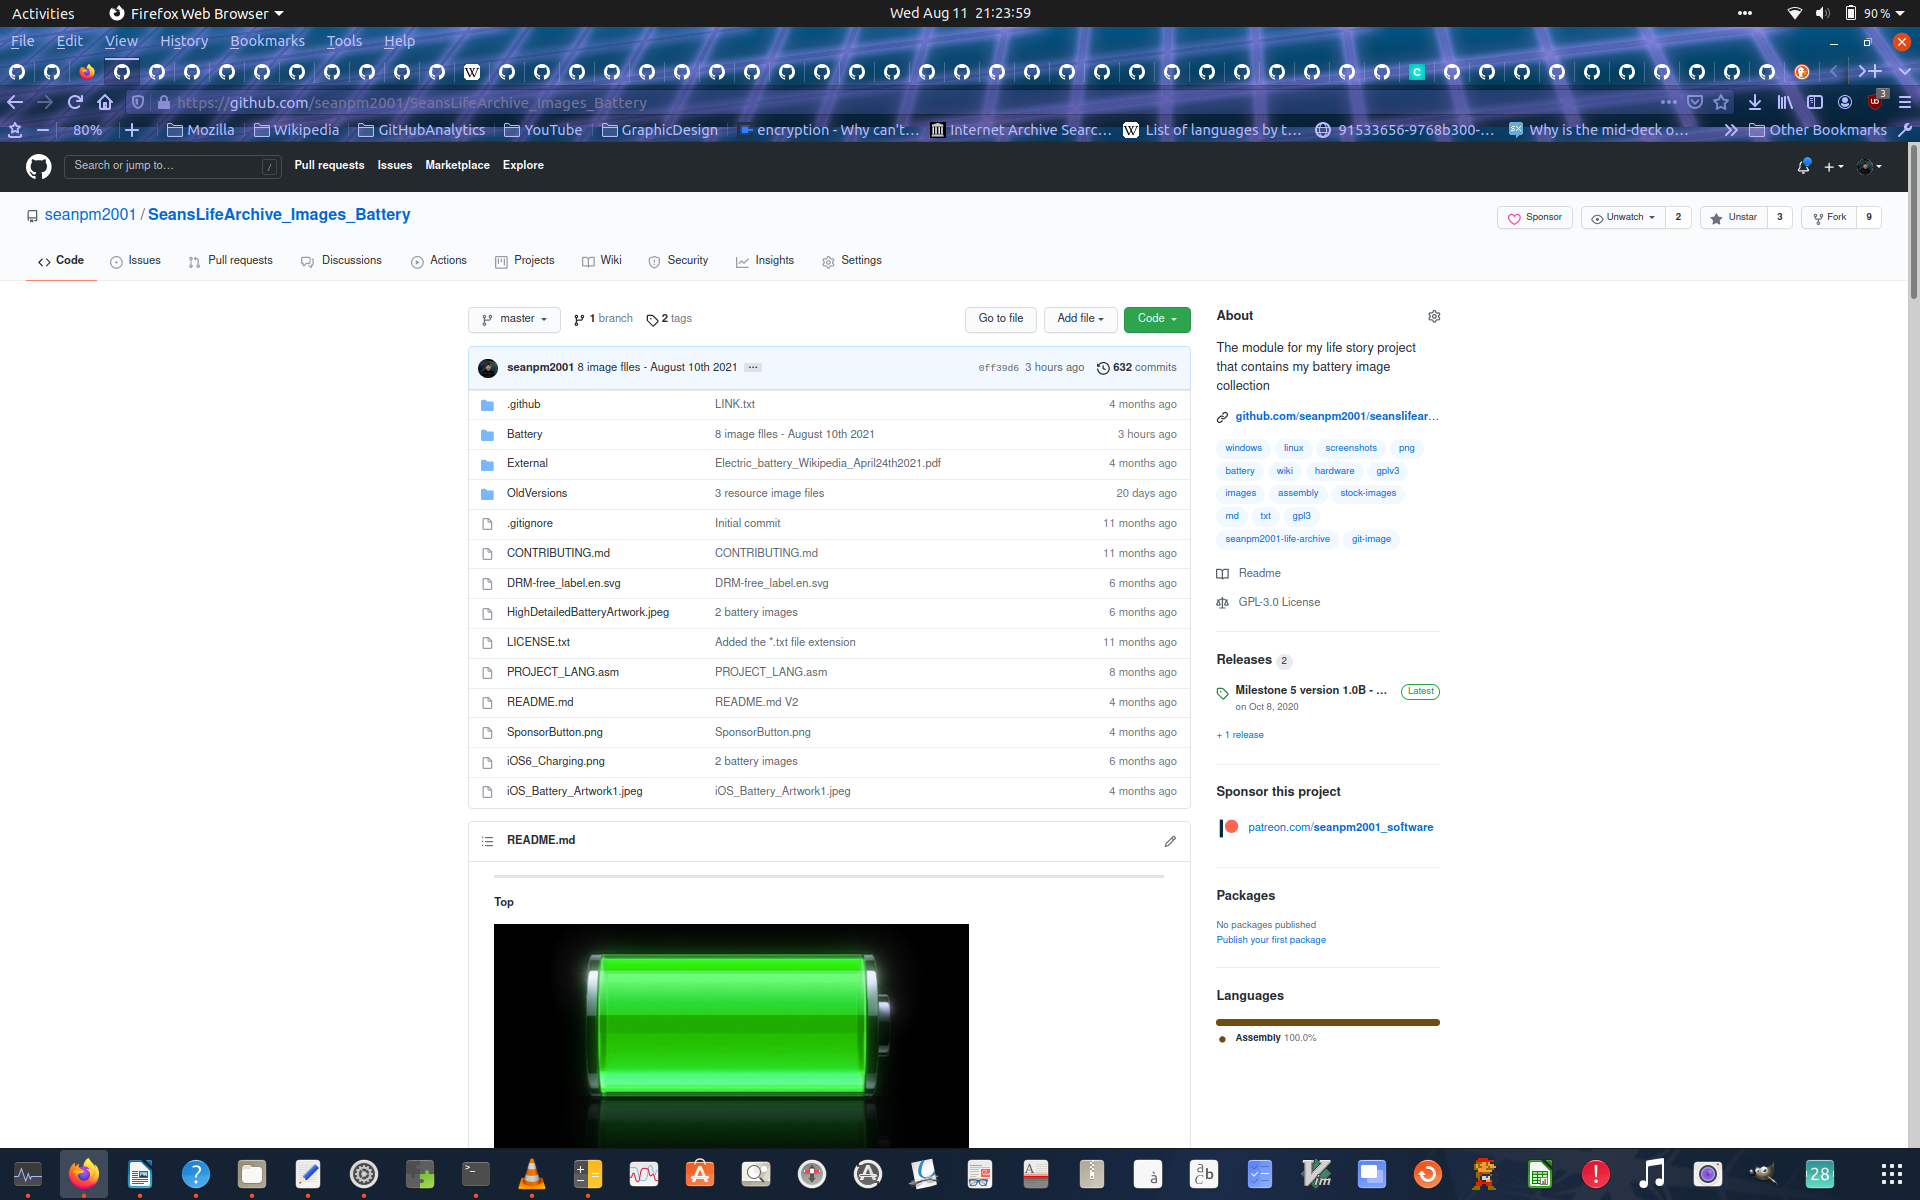 Activities Firefox Web Browser Wed Aug 11 21:23:59 90 %
File Edit View History Bookmarks Tools Help
https://github.com/seanpm2001/SeansLifeArchive_Images_Battery 3
80% Mozilla Wikipedia GitHubAnalytics YouTube GraphicDesign encryption - Why can't... Internet Archive Searc... List of languages by t... 91533656-9768b300-... Why is the mid-deck o... Other Bookmarks
Search or jump to... / Pull requests Issues Marketplace Explore
seanpm2001 / SeansLifeArchive_Images_Battery Sponsor Unwatch 2 Unstar 3 Fork 9
Code Issues Pull requests Discussions Actions Projects Wiki Security Insights Settings
master 1 branch 2 tags Go to file Add file Code
seanpm2001 8 image flles - August 10th 2021 ... 0ff39d6 3 hours ago 632 commits
.github LINK.txt 4 months ago
Battery 8 image flles - August 10th 2021 3 hours ago
External Electric_battery_Wikipedia_April24th2021.pdf 4 months ago
OldVersions 3 resource image files 20 days ago
.gitignore Initial commit 11 months ago
CONTRIBUTING.md CONTRIBUTING.md 11 months ago
DRM-free_label.en.svg DRM-free_label.en.svg 6 months ago
HighDetailedBatteryArtwork.jpeg 2 battery images 6 months ago
LICENSE.txt Added the *.txt file extension 11 months ago
PROJECT_LANG.asm PROJECT_LANG.asm 8 months ago
README.md README.md V2 4 months ago
SponsorButton.png SponsorButton.png 4 months ago
iOS6_Charging.png 2 battery images 6 months ago
iOS_Battery_Artwork1.jpeg iOS_Battery_Artwork1.jpeg 4 months ago
README.md
Top
About
The module for my life story project
that contains my battery image
collection
github.com/seanpm2001/seanslifear...
windows linux screenshots png
battery wiki hardware gplv3
images assembly stock-images
md txt gpl3
seanpm2001-life-archive git-image
Readme
GPL-3.0 License
Releases 2
Milestone 5 version 1.0B - ... Latest
on Oct 8, 2020
+ 1 release
Sponsor this project
patreon.com/seanpm2001_software
Packages
No packages published
Publish your first package
Languages
Assembly 100.0%
28